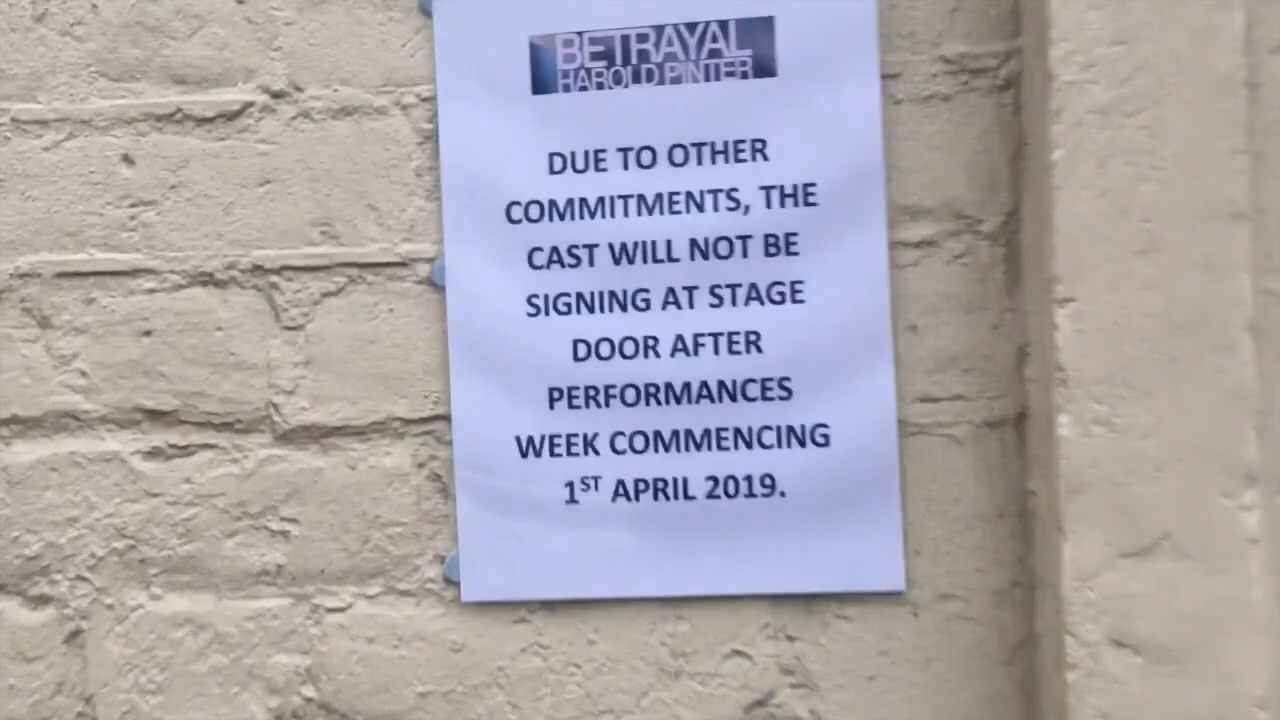 BETRAYAL
HAROLD PINTER
DUE TO OTHER
COMMITMENTS, THE
CAST WILL NOT BE
SIGNING AT STAGE
DOOR AFTER
PERFORMANCES
WEEK COMMENCING
1ST APRIL 2019.